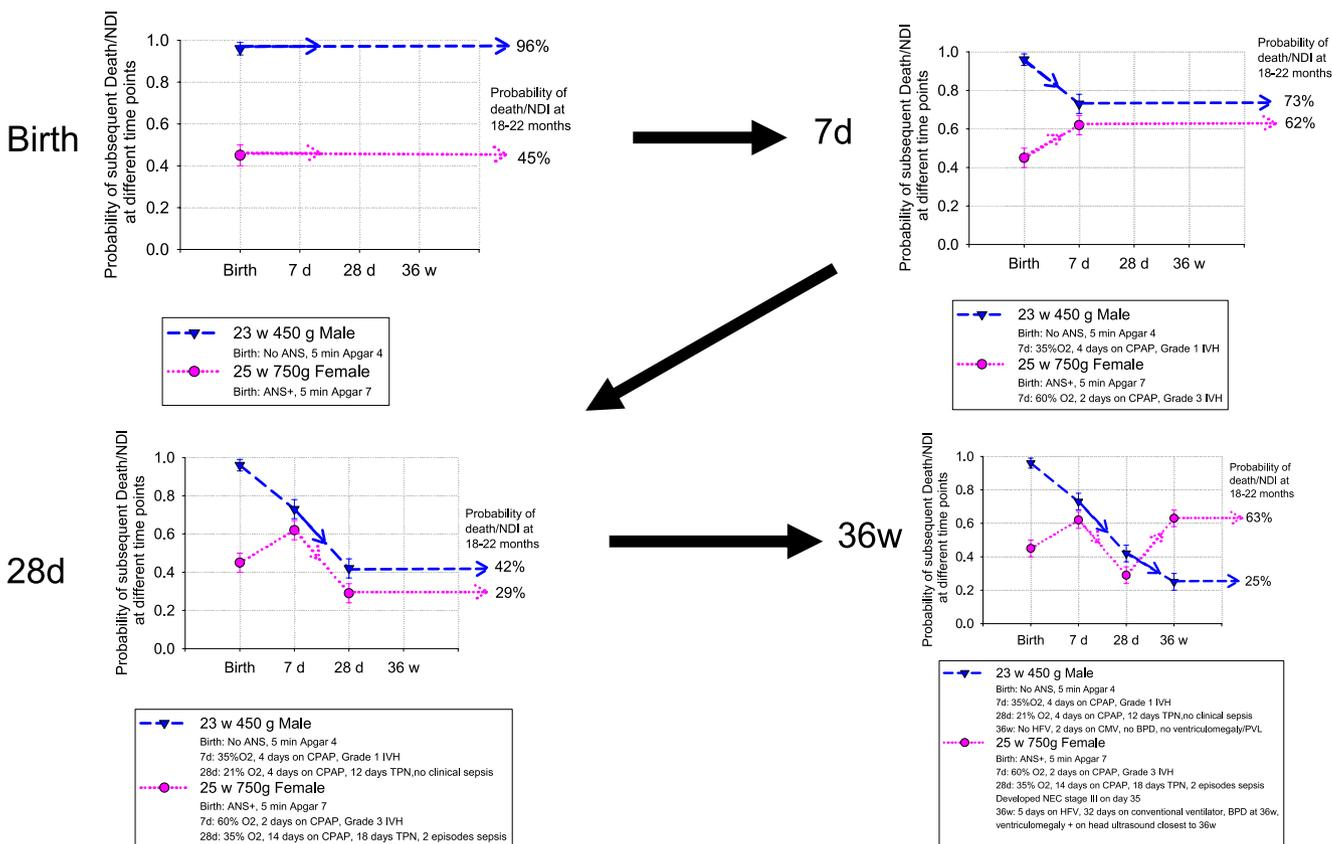 Birth
Probability of subsequent Death/NDI
at different time points
1.0
0.8
0.6
0.4
0.2
0.0
Birth 7 d 28 d 36 w
96%
Probability of
death/NDI at
18-22 months
45%
23 w 450 g Male
Birth: No ANS, 5 min Apgar 4
25 w 750g Female
Birth: ANS+, 5 min Apgar 7
7d
Probability of subsequent Death/NDI
at different time points
1.0
0.8
0.6
0.4
0.2
0.0
Birth 7 d 28 d 36 w
Probability of
death/NDI at
18-22 months
73%
62%
23 w 450 g Male
Birth: No ANS, 5 min Apgar 4
7d: 35%O2, 4 days on CPAP, Grade 1 IVH
25 w 750g Female
Birth: ANS+, 5 min Apgar 7
7d: 60% O2, 2 days on CPAP, Grade 3 IVH
28d
Probability of subsequent Death/NDI
at different time points
1.0
0.8
0.6
0.4
0.2
0.0
Birth 7 d 28 d 36 w
Probability of
death/NDI at
18-22 months
42%
29%
23 w 450 g Male
Birth: No ANS, 5 min Apgar 4
7d: 35%O2, 4 days on CPAP, Grade 1 IVH
28d: 21% O2, 4 days on CPAP, 12 days TPN,no clinical sepsis
25 w 750g Female
Birth: ANS+, 5 min Apgar 7
7d: 60% O2, 2 days on CPAP, Grade 3 IVH
28d: 35% O2, 14 days on CPAP, 18 days TPN, 2 episodes sepsis
36w
Probability of subsequent Death/NDI
at different time points
1.0
0.8
0.6
0.4
0.2
0.0
Birth 7 d 28 d 36 w
Probability of
death/NDI at
18-22 months
63%
25%
23 w 450 g Male
Birth: No ANS, 5 min Apgar 4
7d: 35%O2, 4 days on CPAP, Grade 1 IVH
28d: 21% O2, 4 days on CPAP, 12 days TPN,no clinical sepsis
36w: No HFV, 2 days on CMV, no BPD, no ventriculomegaly/PVL
25 w 750g Female
Birth: ANS+, 5 min Apgar 7
7d: 60% O2, 2 days on CPAP, Grade 3 IVH
28d: 35% O2, 14 days on CPAP, 18 days TPN, 2 episodes sepsis
Developed NEC stage III on day 35
36w: 5 days on HFV, 32 days on conventional ventilator, BPD at 36w,
ventriculomegaly + on head ultrasound closest to 36w